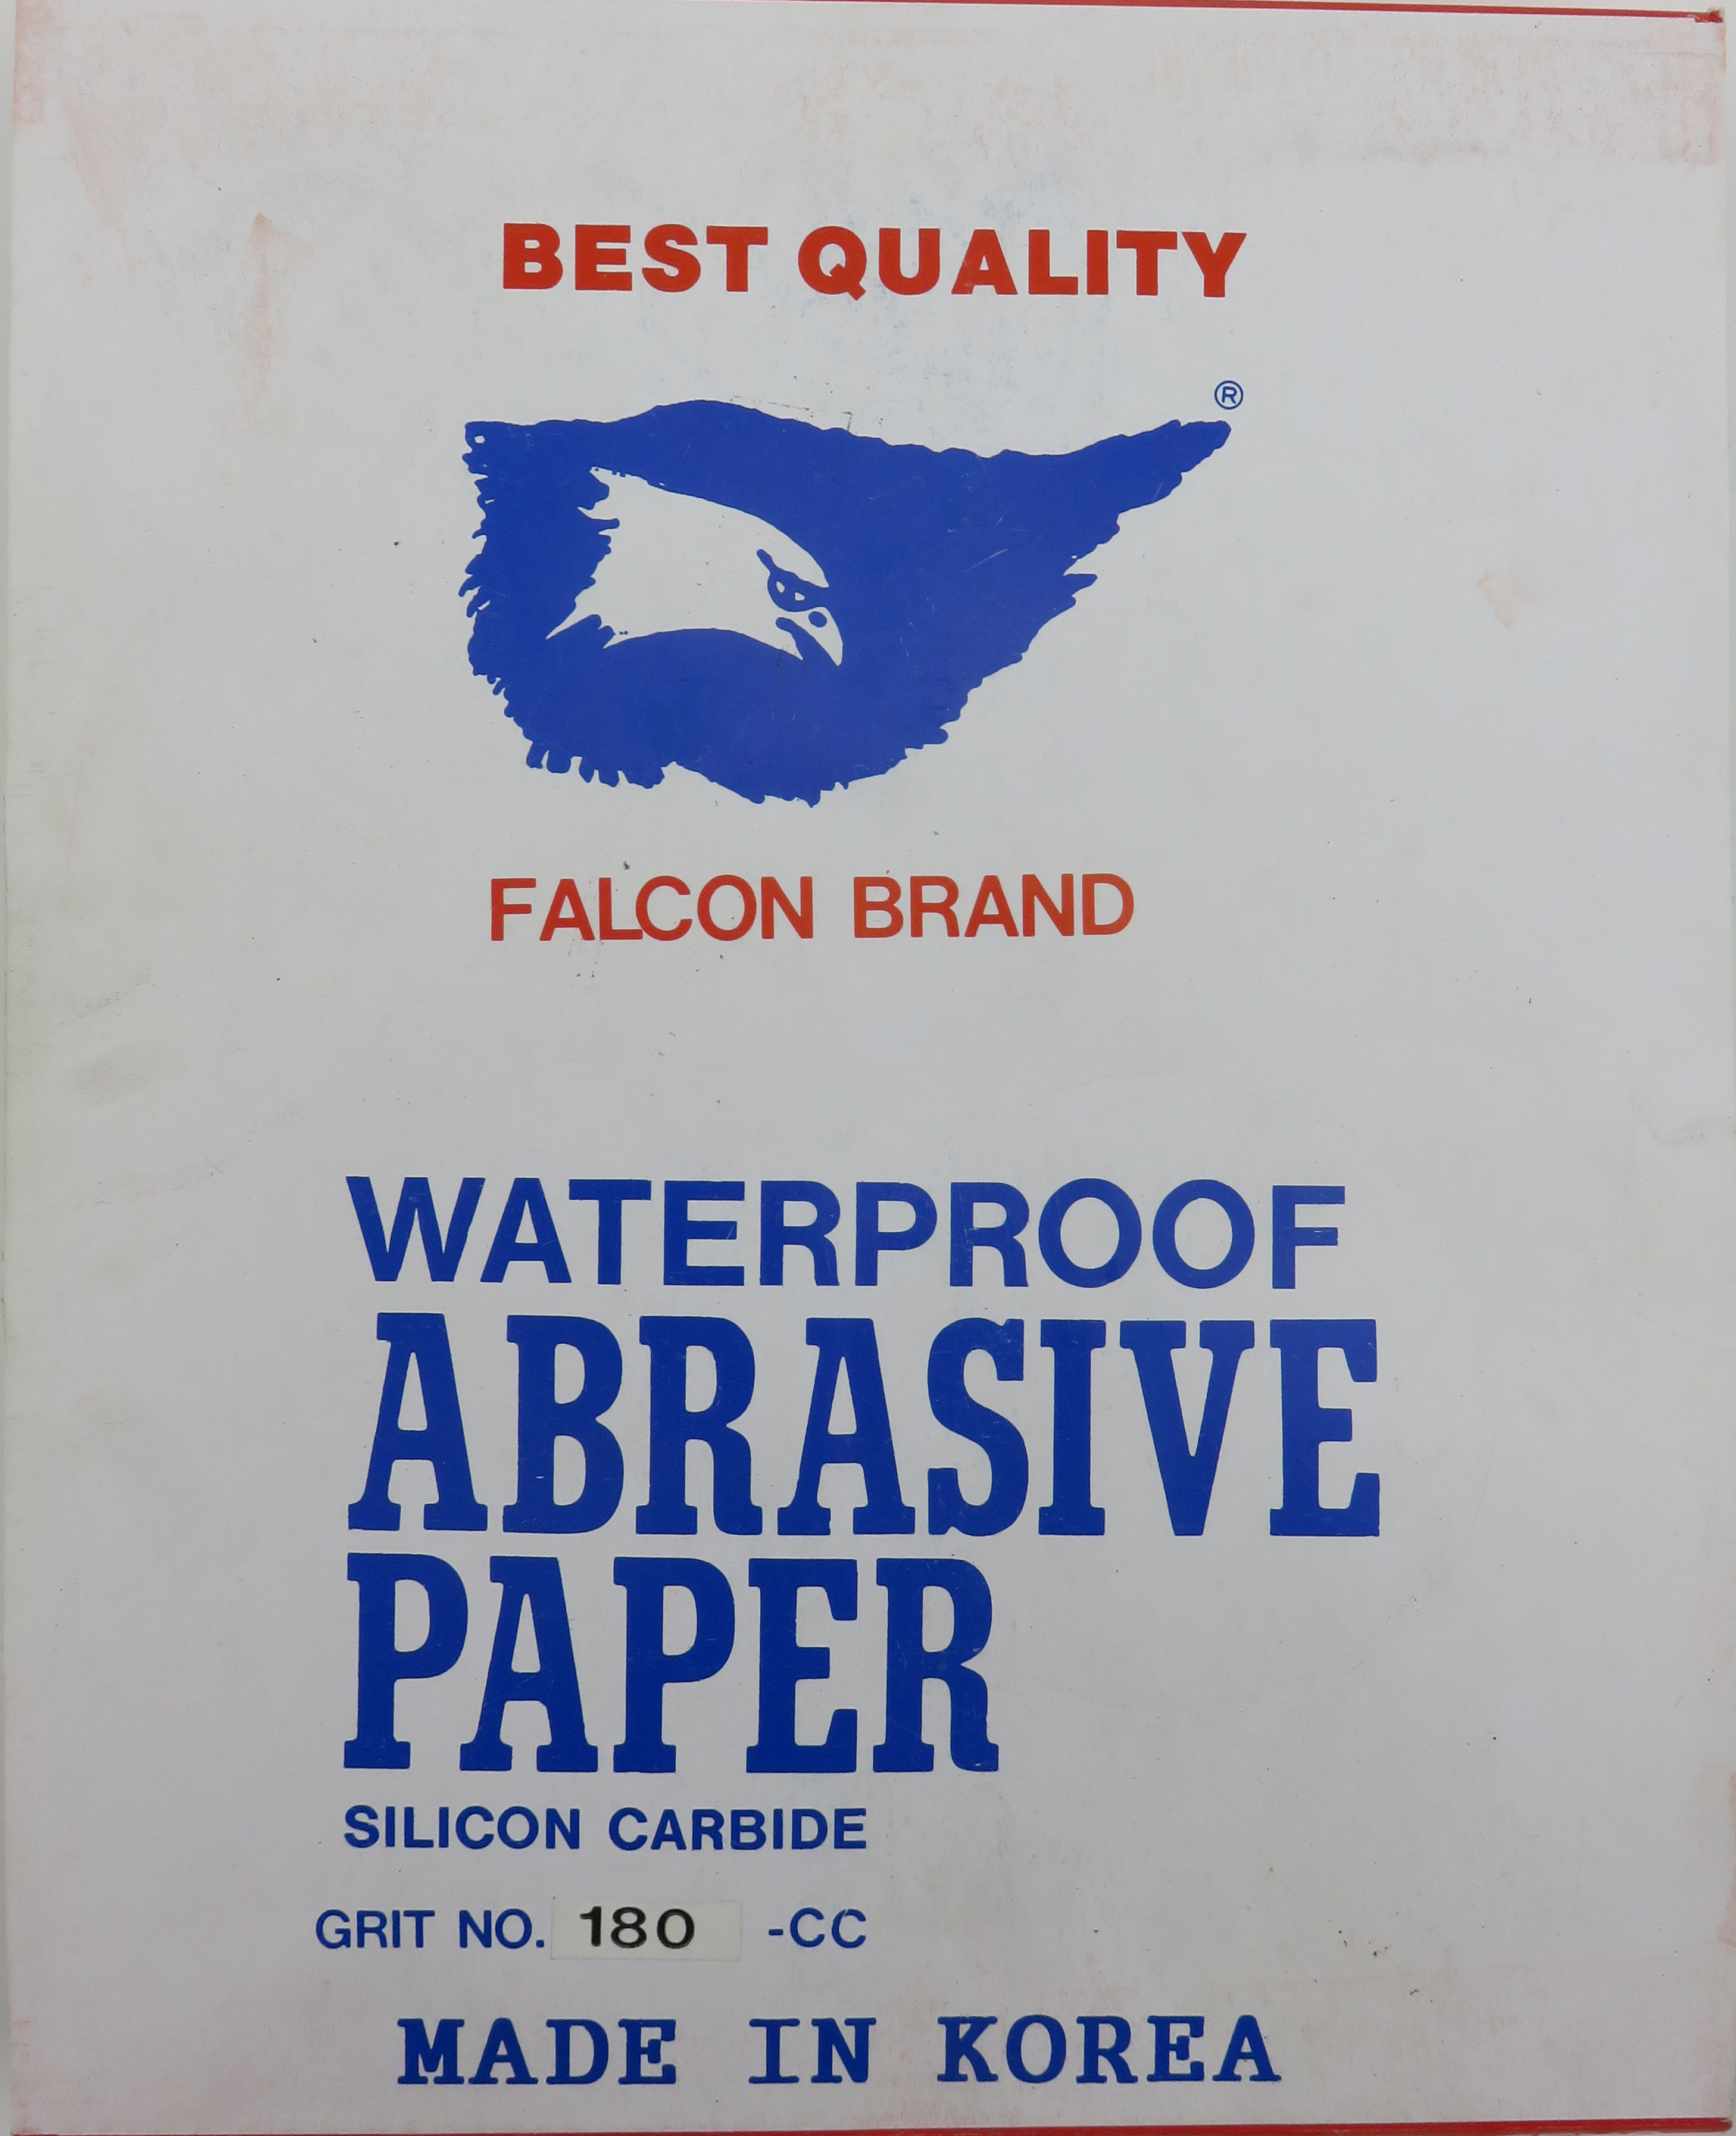 BEST QUALITY
®
FALCON BRAND
WATERPROOF
ABRASIVE
PAPER
SILICON CARBIDE
GRIT NO. 180 -CC
MADE IN KOREA